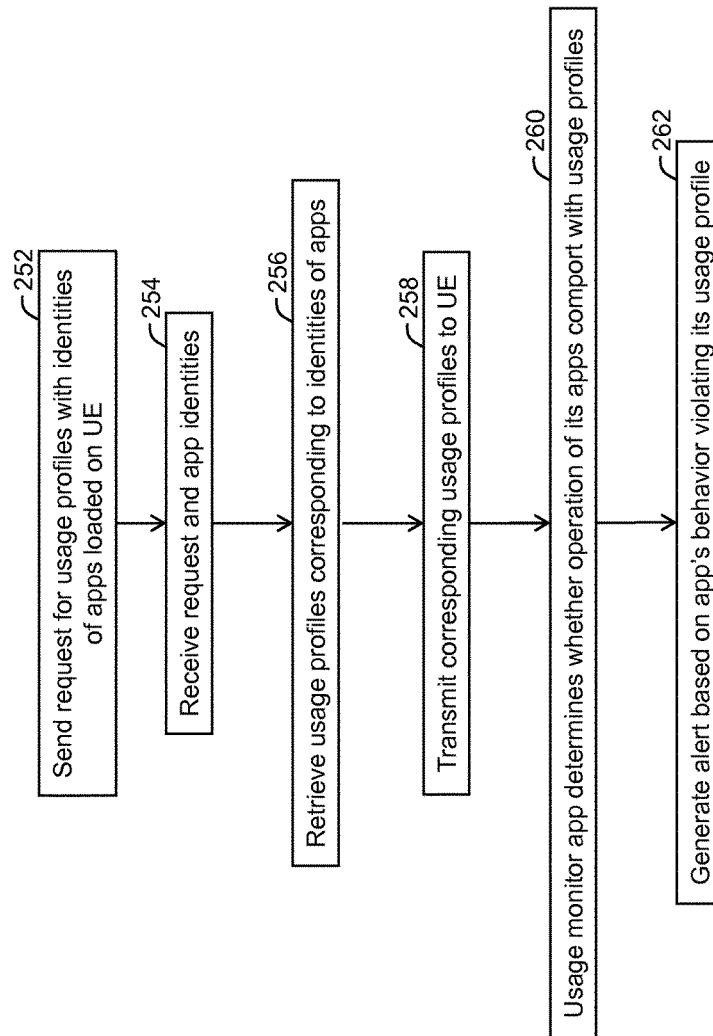 252
Send request for usage profiles with identities
of apps loaded on UE
254
Receive request and app identities
256
Retrieve usage profiles corresponding to identities of apps
258
Transmit corresponding usage profiles to UE
260
Usage monitor app determines whether operation of its apps comport with usage profiles
262
Generate alert based on app's behavior violating its usage profile